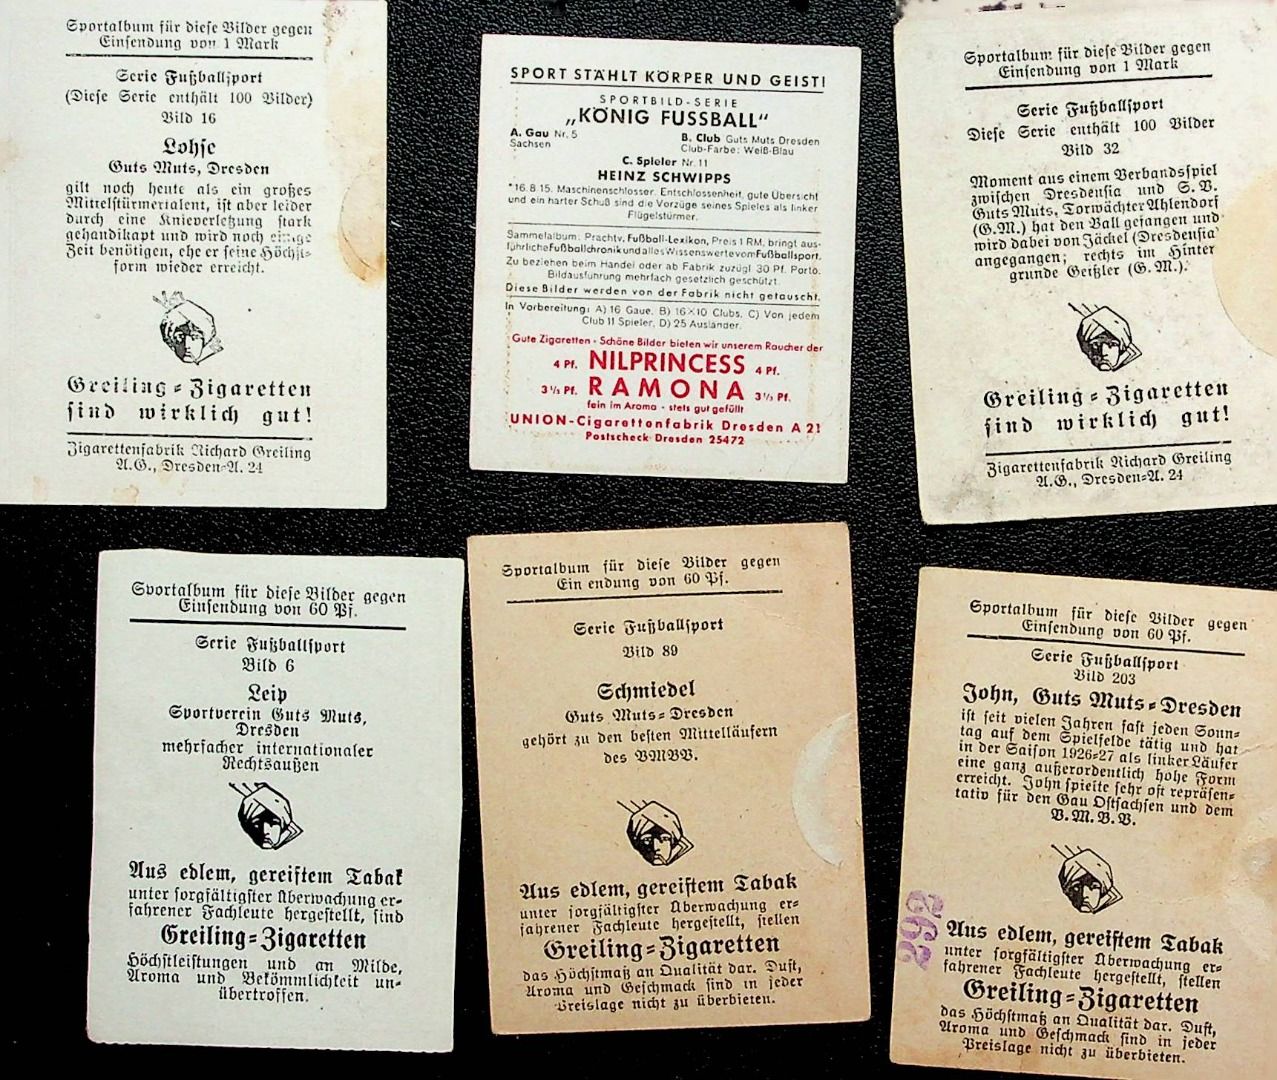 Sportalbum für diese Bilder gegen
Einsendung von 1 Mark
Serie Fußballsport
(Diese Serie enthält 100 Bilder)
Bild 16
Lohse
Guts Muts, Dresden
gilt noch heute als ein großes
Mittelstürmertalent, ist aber leider
durch eine Knieverletzung stark
gehandikapt und wird noch einige
Zeit benötigen, ehe er seine Höchst-
form wieder erreicht.
Greiling-Zigaretten
sind wirklich gut!
Zigarettenfabrik Richard Greiling
A.G., Dresden-A. 24
SPORT STÄHLT KÖRPER UND GEIST!
SPORTBILD-SERIE
„KÖNIG FUSSBALL"
A. Gau Nr. 5
Sachsen
B. Club Guts Muts Dresden
Club-Farbe: Weiß-Blau
C. Spieler Nr. 11
HEINZ SCHWIPPS
*16. 8. 15. Maschinenschlosser. Entschlossenheit, gute Übersicht
und ein harter Schuß sind die Vorzüge seines Spieles als linker
Flügelstürmer.
Sammelalbum: Prachtv. Fußball-Lexikon, Preis 1 RM, bringt aus-
führliche Fußballchronik und alles Wissenswerte vom Fußballsport.
Zu beziehen beim Handel oder ab Fabrik zuzügl 30 Pf. Porto.
Bildausführung mehrfach gesetzlich geschützt.
Diese Bilder werden von der Fabrik nicht getauscht.
In Vorbereitung: A) 16 Gaue. B) 16×10 Clubs. C) Von jedem
Club 11 Spieler. D) 25 Ausländer.
Gute Zigaretten - Schöne Bilder bieten wir unserem Raucher der
4 Pf. NILPRINCESS 4 Pf.
3⅓ Pf. RAMONA 3⅓ Pf.
fein im Aroma - stets gut gefüllt
UNION-Cigarettenfabrik Dresden A 21
Postscheck Dresden 25472
Sportalbum für diese Bilder gegen
Einsendung von 1 Mark
Serie Fußballsport
Diese Serie enthält 100 Bilder
Bild 32
Moment aus einem Verbandsspiel
zwischen Dresdensia und S. V.
Guts Muts, Torwächter Ahlendorf
(G.M.) hat den Ball gefangen und
wird dabei von Jäckel (Dresdensia
angegangen; rechts im Hinter
grunde Geißler (G. M.).
Greiling-Zigaretten
sind wirklich gut!
Zigarettenfabrik Richard Greiling
A.G., Dresden-A. 24
Sportalbum für diese Bilder gegen
Einsendung von 60 Pf.
Serie Fußballsport
Bild 6
Leip
Sportverein Guts Muts,
Dresden
mehrfacher internationaler
Rechtsaußen
Aus edlem, gereiftem Tabak
unter sorgfältigster Überwachung er-
fahrener Fachleute hergestellt, sind
Greiling-Zigaretten
Höchstleistungen und an Milde,
Aroma und Bekömmlichkeit un-
übertroffen.
Sportalbum für diese Bilder gegen
Ein endung von 60 Pf.
Serie Fußballsport
Bild 89
Schmiedel
Guts Muts-Dresden
gehört zu den besten Mittelläufern
des VMBV.
Aus edlem, gereiftem Tabak
unter sorgfältigster Überwachung er-
fahrener Fachleute hergestellt, stellen
Greiling-Zigaretten
das Höchstmaß an Qualität dar. Duft,
Aroma und Geschmack sind in jeder
Preislage nicht zu überbieten.
Sportalbum für diese Bilder gegen
Einsendung von 60 Pf.
Serie Fußballsport
Bild 203
John, Guts Muts-Dresden
ist seit vielen Jahren fast jeden Sonn-
tag auf dem Spielfelde tätig und hat
in der Saison 1926-27 als linker Läufer
eine ganz außerordentlich hohe Form
erreicht. John spielte sehr oft repräsen-
tativ für den Gau Ostsachsen und dem
V. M. B. V.
292
Aus edlem, gereiftem Tabak
unter sorgfältigster Überwachung er-
fahrener Fachleute hergestellt, stellen
Greiling-Zigaretten
das Höchstmaß an Qualität dar. Duft,
Aroma und Geschmack sind in jeder
Preislage nicht zu überbieten.